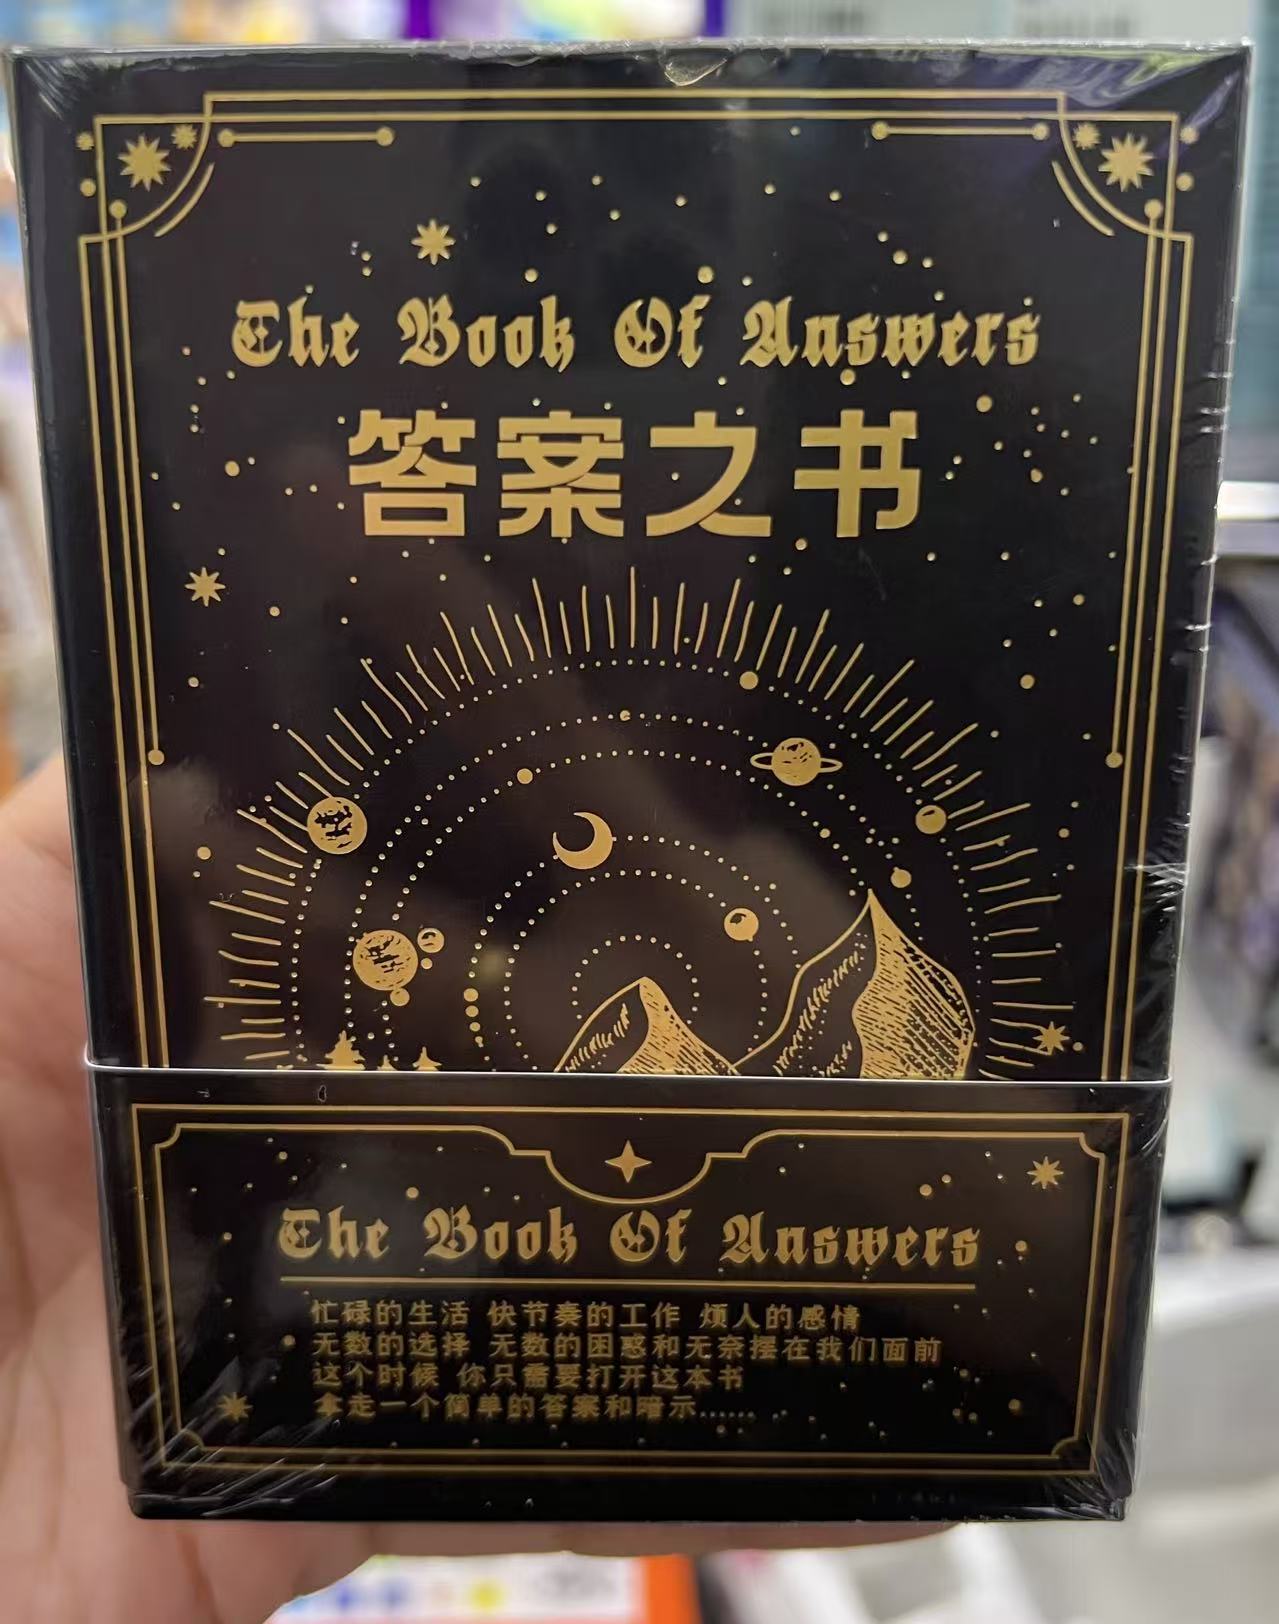 The Book Of Answers
答案之书
The Book Of Answers
忙碌的生活 快节奏的工作 烦人的感情
无数的选择 无数的困惑和无奈摆在我们面前
这个时候 你只需要打开这本书
拿走一个简单的答案和暗示......